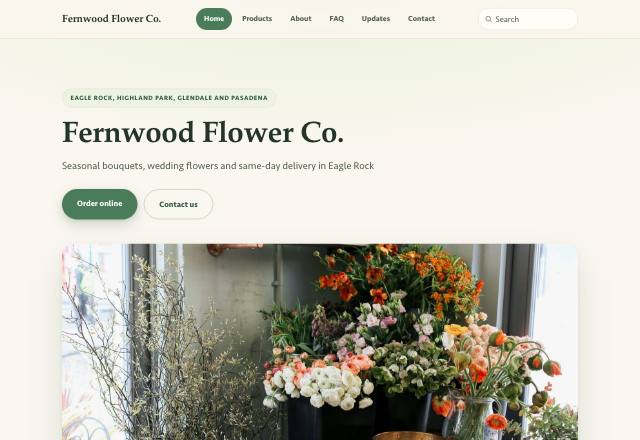 Fernwood Flower Co.
Home
Products
About
FAQ
Updates
Contact
Search
EAGLE ROCK, HIGHLAND PARK, GLENDALE AND PASADENA
Fernwood Flower Co.
Seasonal bouquets, wedding flowers and same-day delivery in Eagle Rock
Order online
Contact us